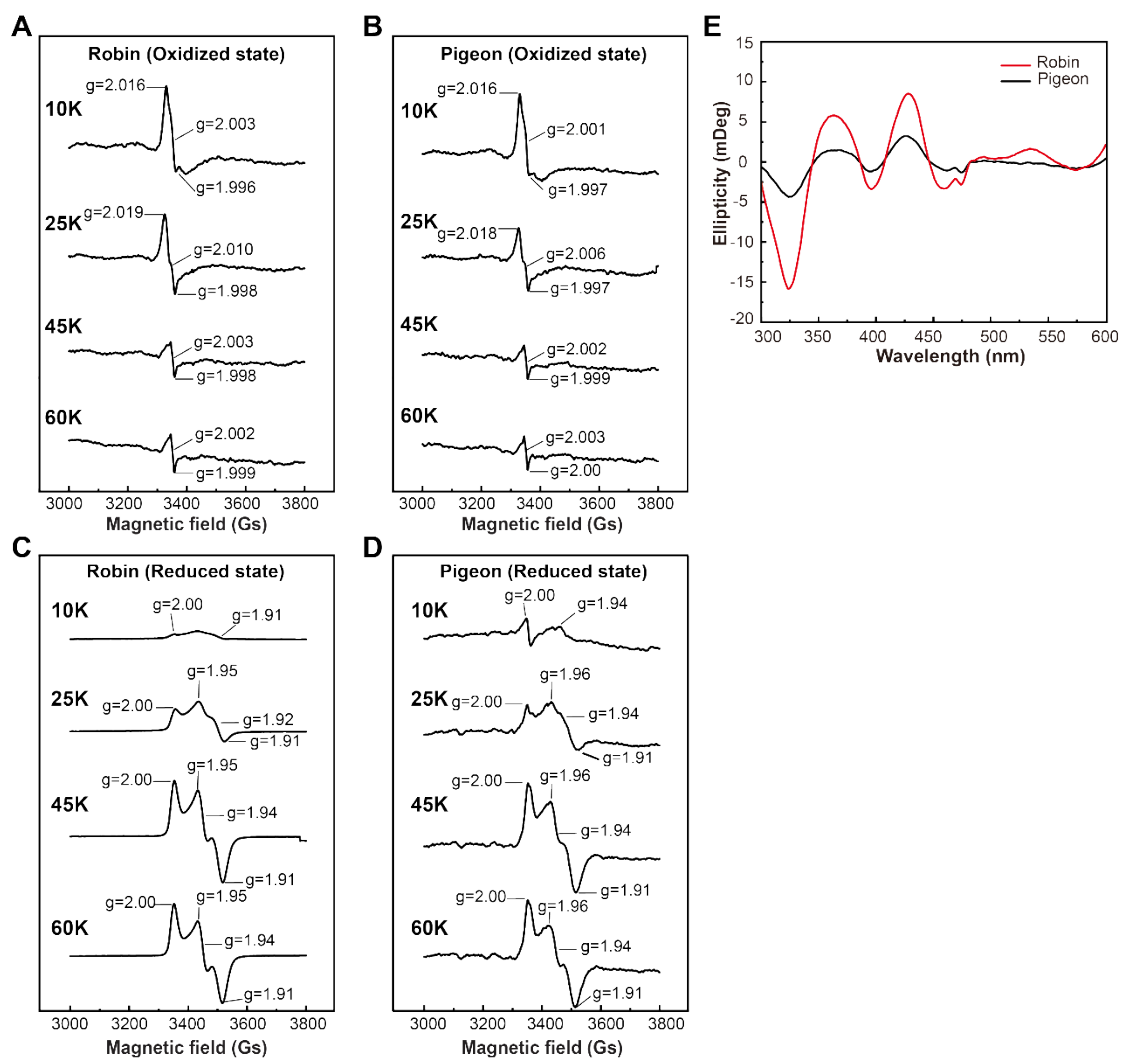 A
Robin (Oxidized state)
10K
g=2.016
g=2.003
g=1.996
25K
g=2.019
g=2.010
g=1.998
45K
g=2.003
g=1.998
60K
g=2.002
g=1.999
3000 3200 3400 3600 3800
Magnetic field (Gs)
B
Pigeon (Oxidized state)
10K
g=2.016
g=2.001
g=1.997
25K
g=2.018
g=2.006
g=1.997
45K
g=2.002
g=1.999
60K
g=2.003
g=2.00
3000 3200 3400 3600 3800
Magnetic field (Gs)
E
15
10
5
0
-5
-10
-15
-20
Ellipticity (mDeg)
Robin
Pigeon
300 350 400 450 500 550 600
Wavelength (nm)
C
Robin (Reduced state)
10K
g=2.00
g=1.91
25K
g=1.95
g=2.00
g=1.92
g=1.91
45K
g=1.95
g=2.00
g=1.94
g=1.91
60K
g=1.95
g=2.00
g=1.94
g=1.91
3000 3200 3400 3600 3800
Magnetic field (Gs)
D
Pigeon (Reduced state)
10K
g=2.00
g=1.94
25K
g=1.96
g=2.00
g=1.94
g=1.91
45K
g=1.96
g=2.00
g=1.94
g=1.91
60K
g=1.96
g=2.00
g=1.94
g=1.91
3000 3200 3400 3600 3800
Magnetic field (Gs)